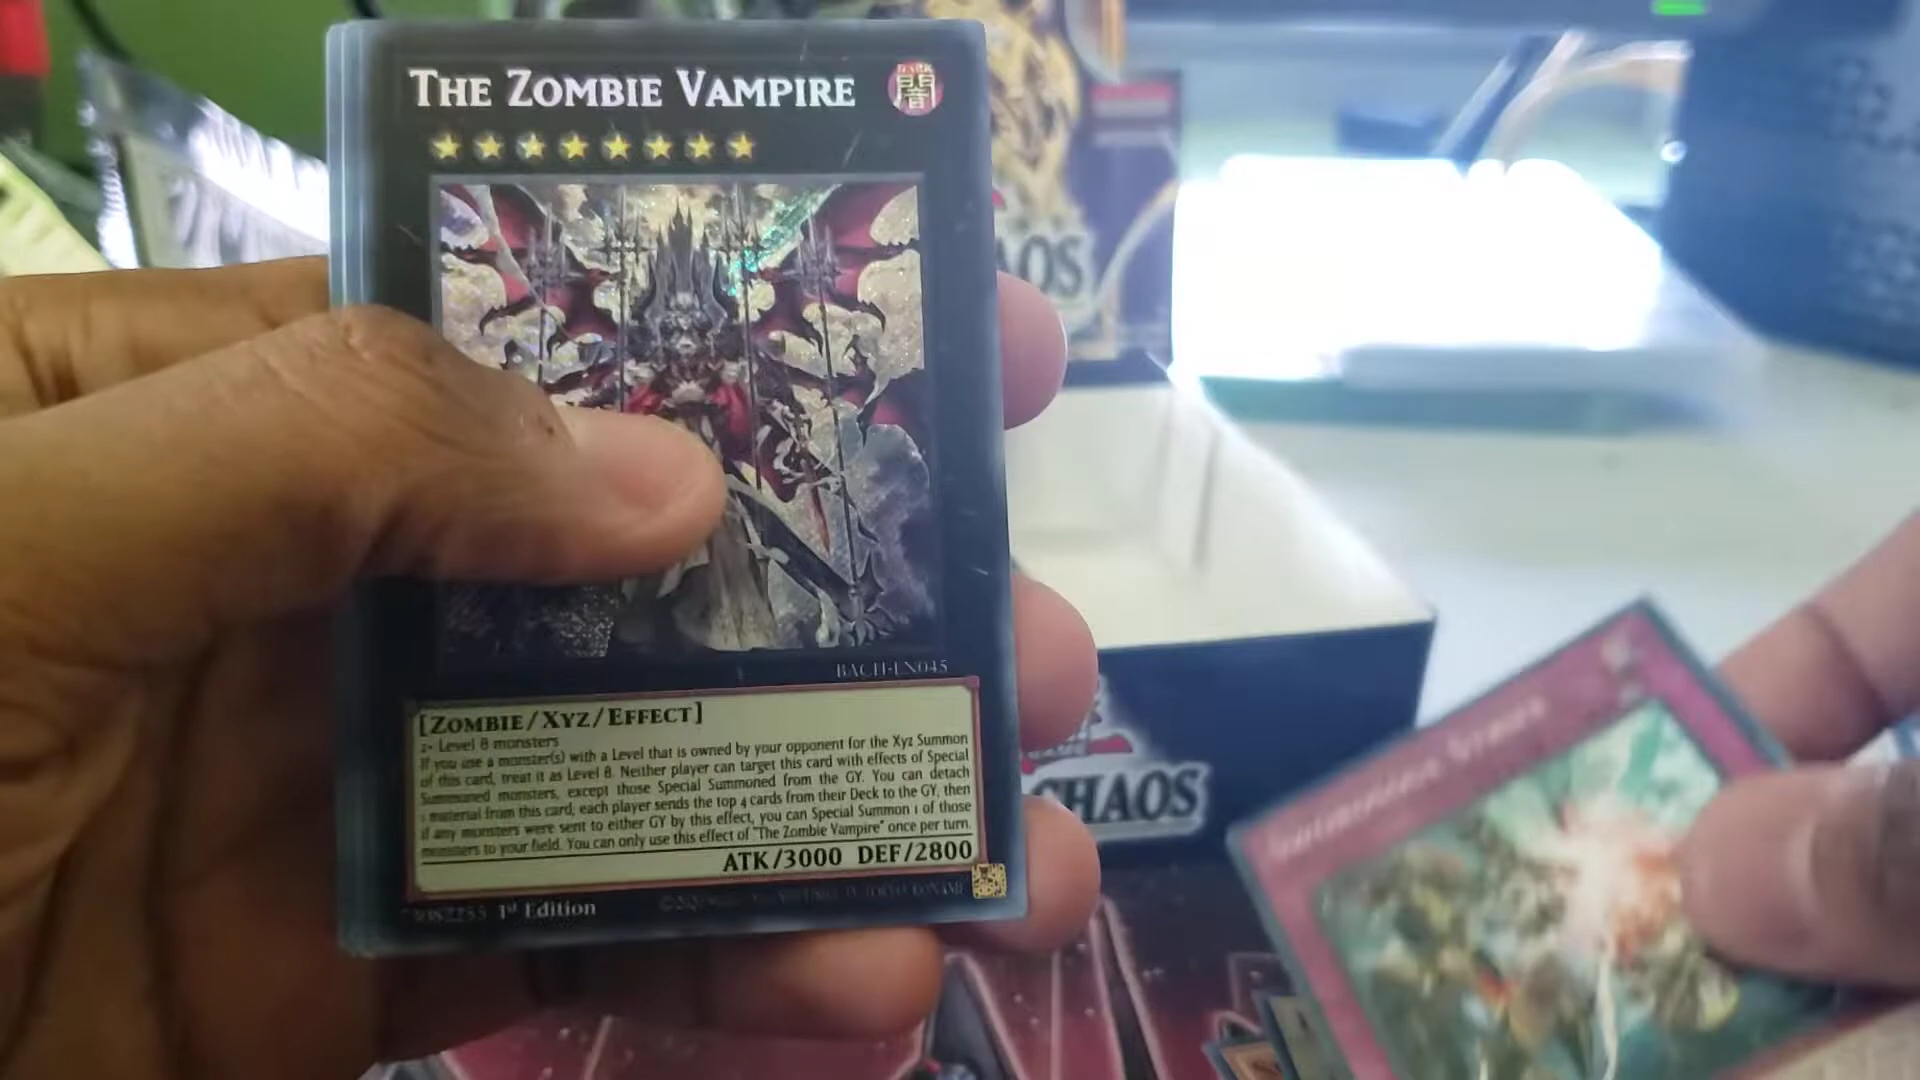 THE ZOMBIE VAMPIRE
DARK
闇
AOS
BACH-EN045
[ZOMBIE/XYZ/EFFECT]
2+ Level 8 monsters
If you use a monster(s) with a Level that is owned by your opponent for the Xyz Summon
of this card, treat it as Level 8. Neither player can target this card with effects of Special
Summoned monsters, except those Special Summoned from the GY. You can detach
1 material from this card; each player sends the top 4 cards from their Deck to the GY, then
if any monsters were sent to either GY by this effect, you can Special Summon 1 of those
monsters to your field. You can only use this effect of "The Zombie Vampire" once per turn.
ATK/3000 DEF/2800
1st Edition
CHAOS